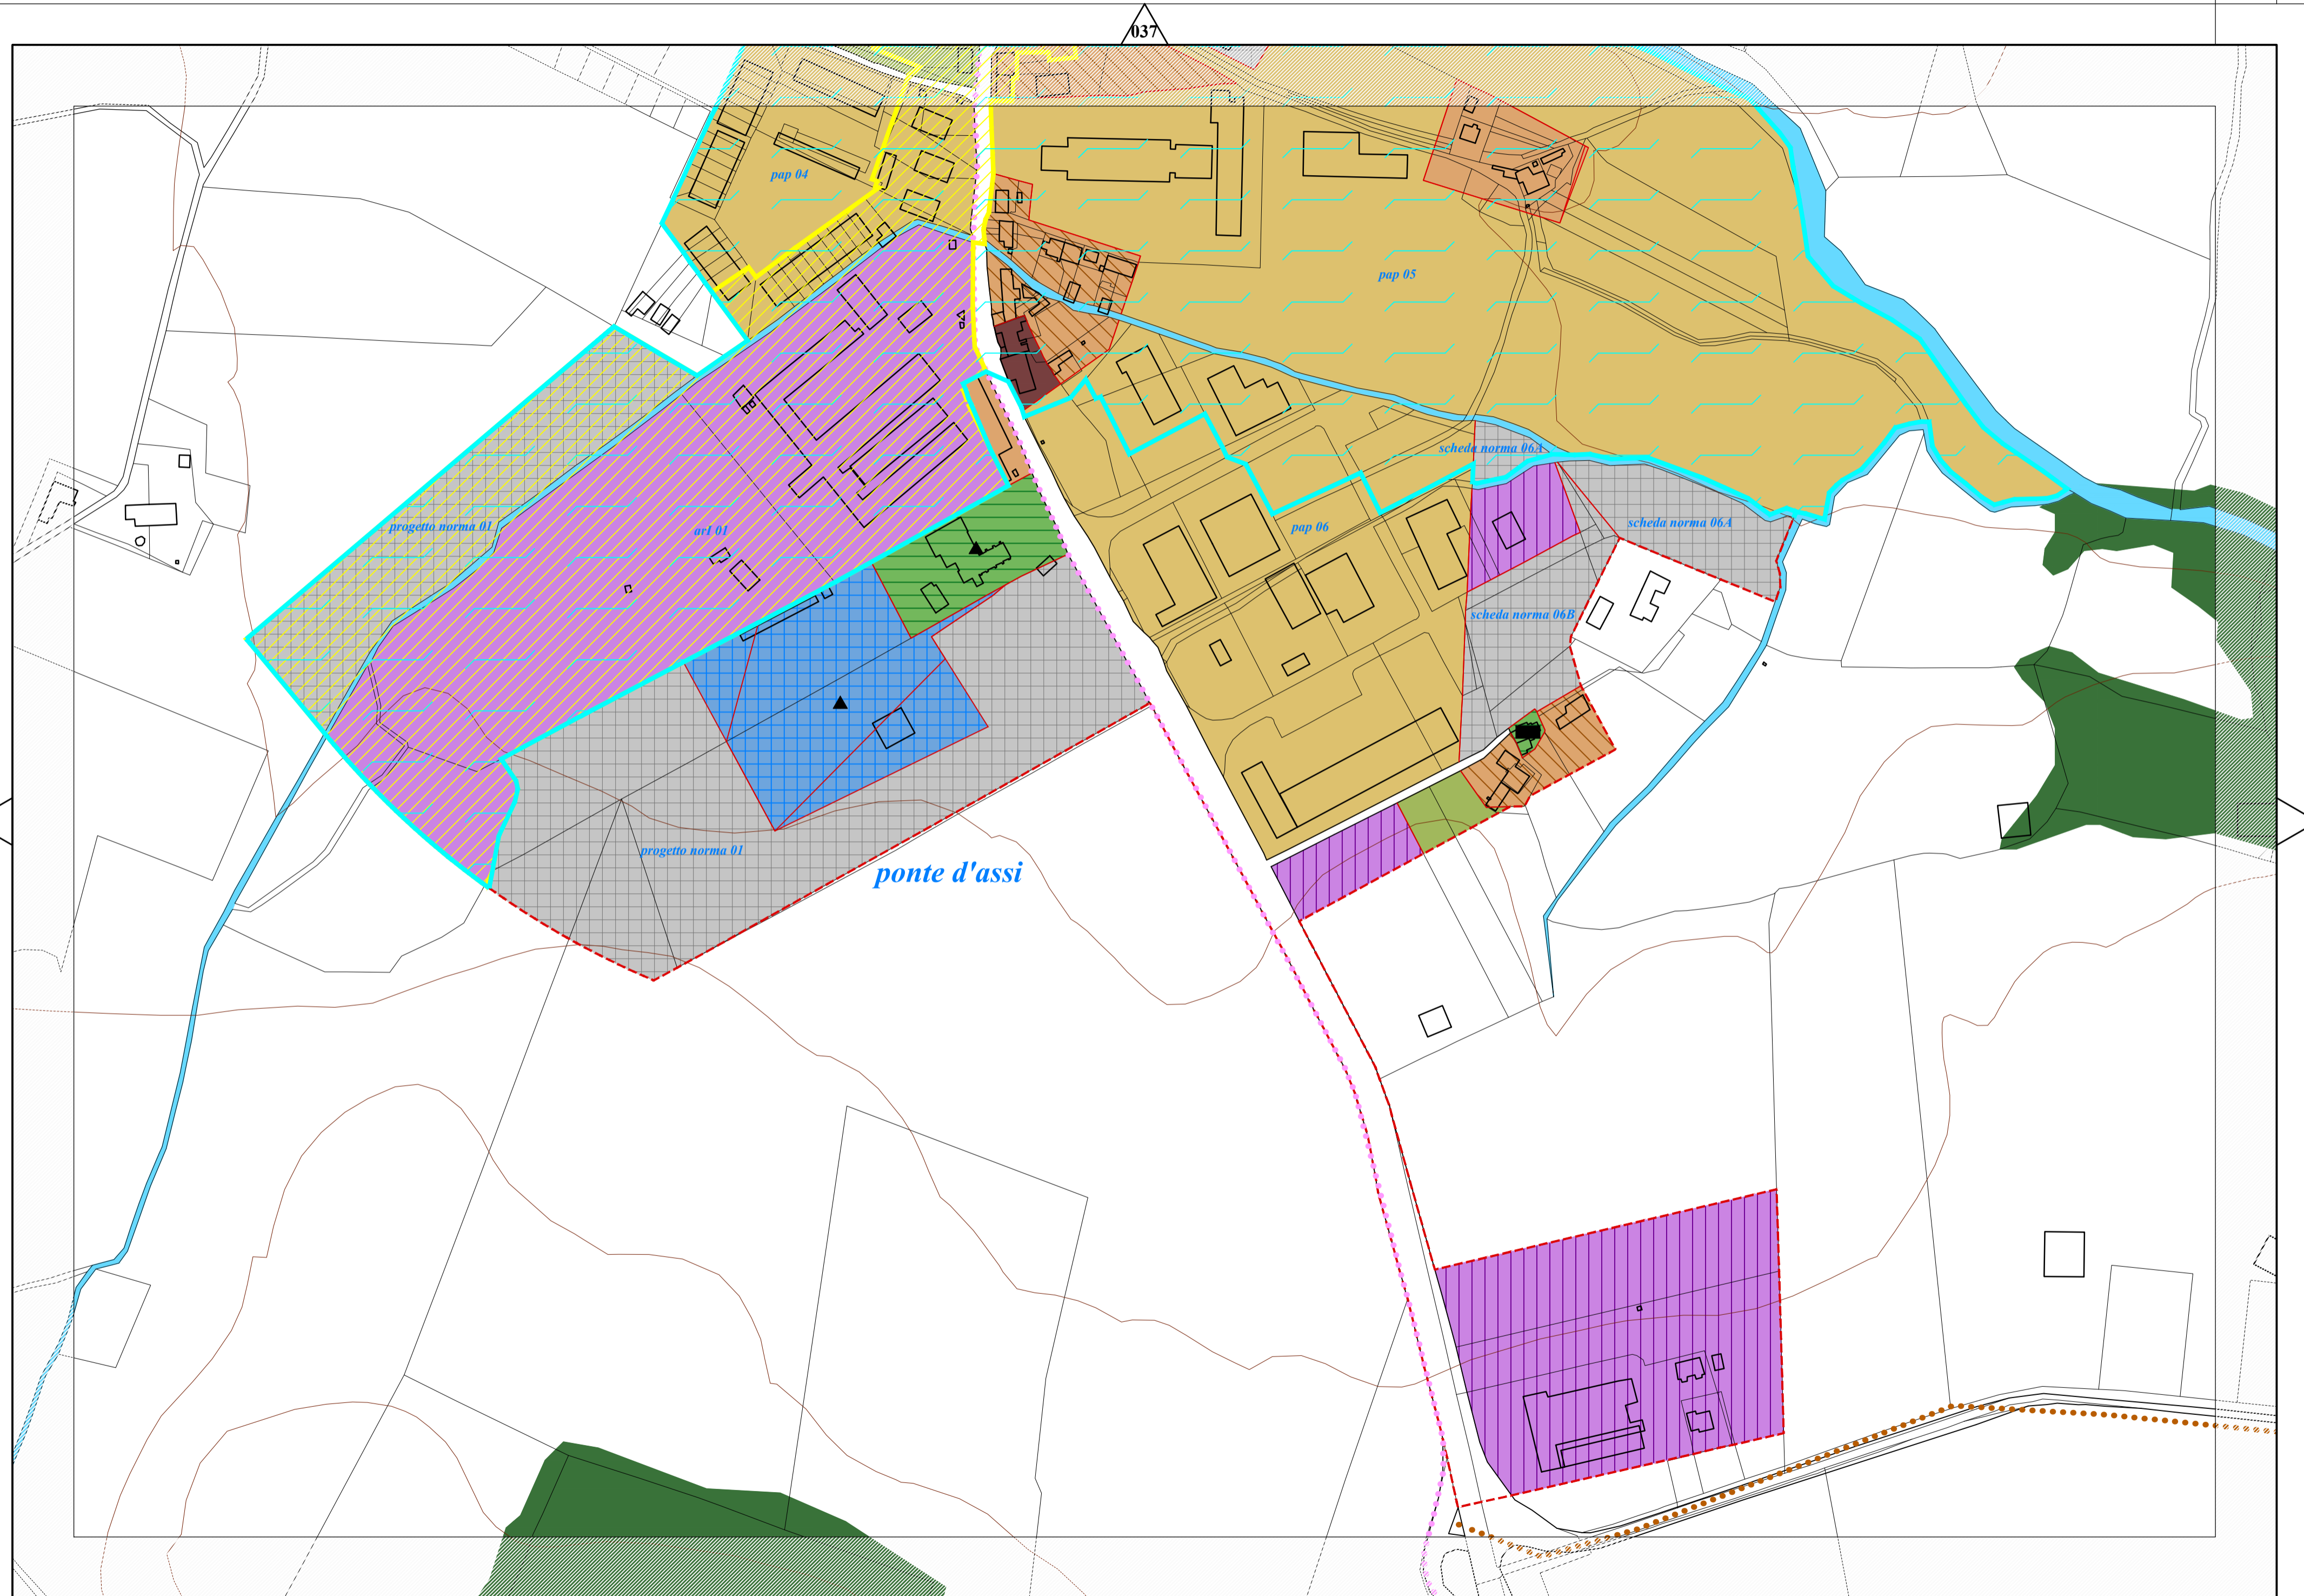 037
pap 04
pap 05
scheda norma 06A
progetto norma 01
arI 01
pap 06
scheda norma 06A
scheda norma 06B
progetto norma 01
ponte d'assi